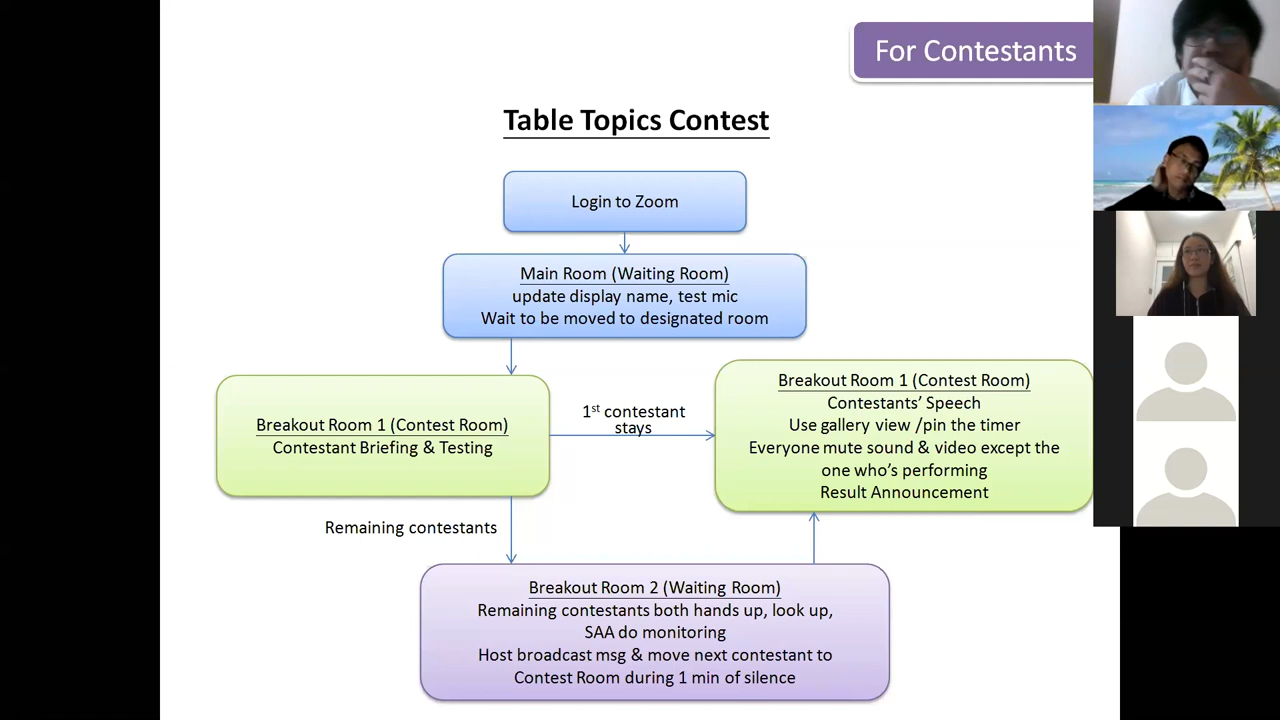 For Contestants
Table Topics Contest
Login to Zoom
Main Room (Waiting Room)
update display name, test mic
Wait to be moved to designated room
Breakout Room 1 (Contest Room)
Contestant Briefing & Testing
1st contestant
stays
Breakout Room 1 (Contest Room)
Contestants’ Speech
Use gallery view /pin the timer
Everyone mute sound & video except the
one who’s performing
Result Announcement
Remaining contestants
Breakout Room 2 (Waiting Room)
Remaining contestants both hands up, look up,
SAA do monitoring
Host broadcast msg & move next contestant to
Contest Room during 1 min of silence